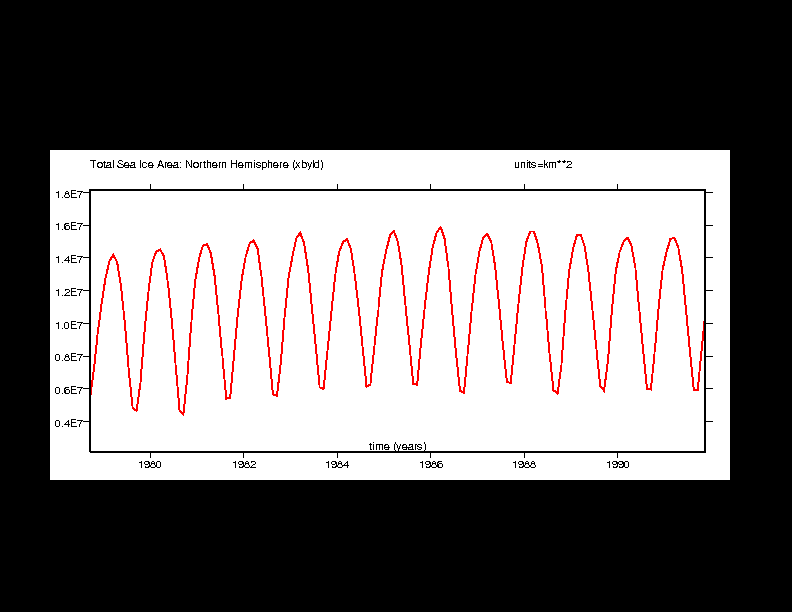 Total Sea Ice Area: Northern Hemisphere (xbyld) units=km**2
1.8E7
1.6E7
1.4E7
1.2E7
1.0E7
0.8E7
0.6E7
0.4E7
time (years)
1980 1982 1984 1986 1988 1990